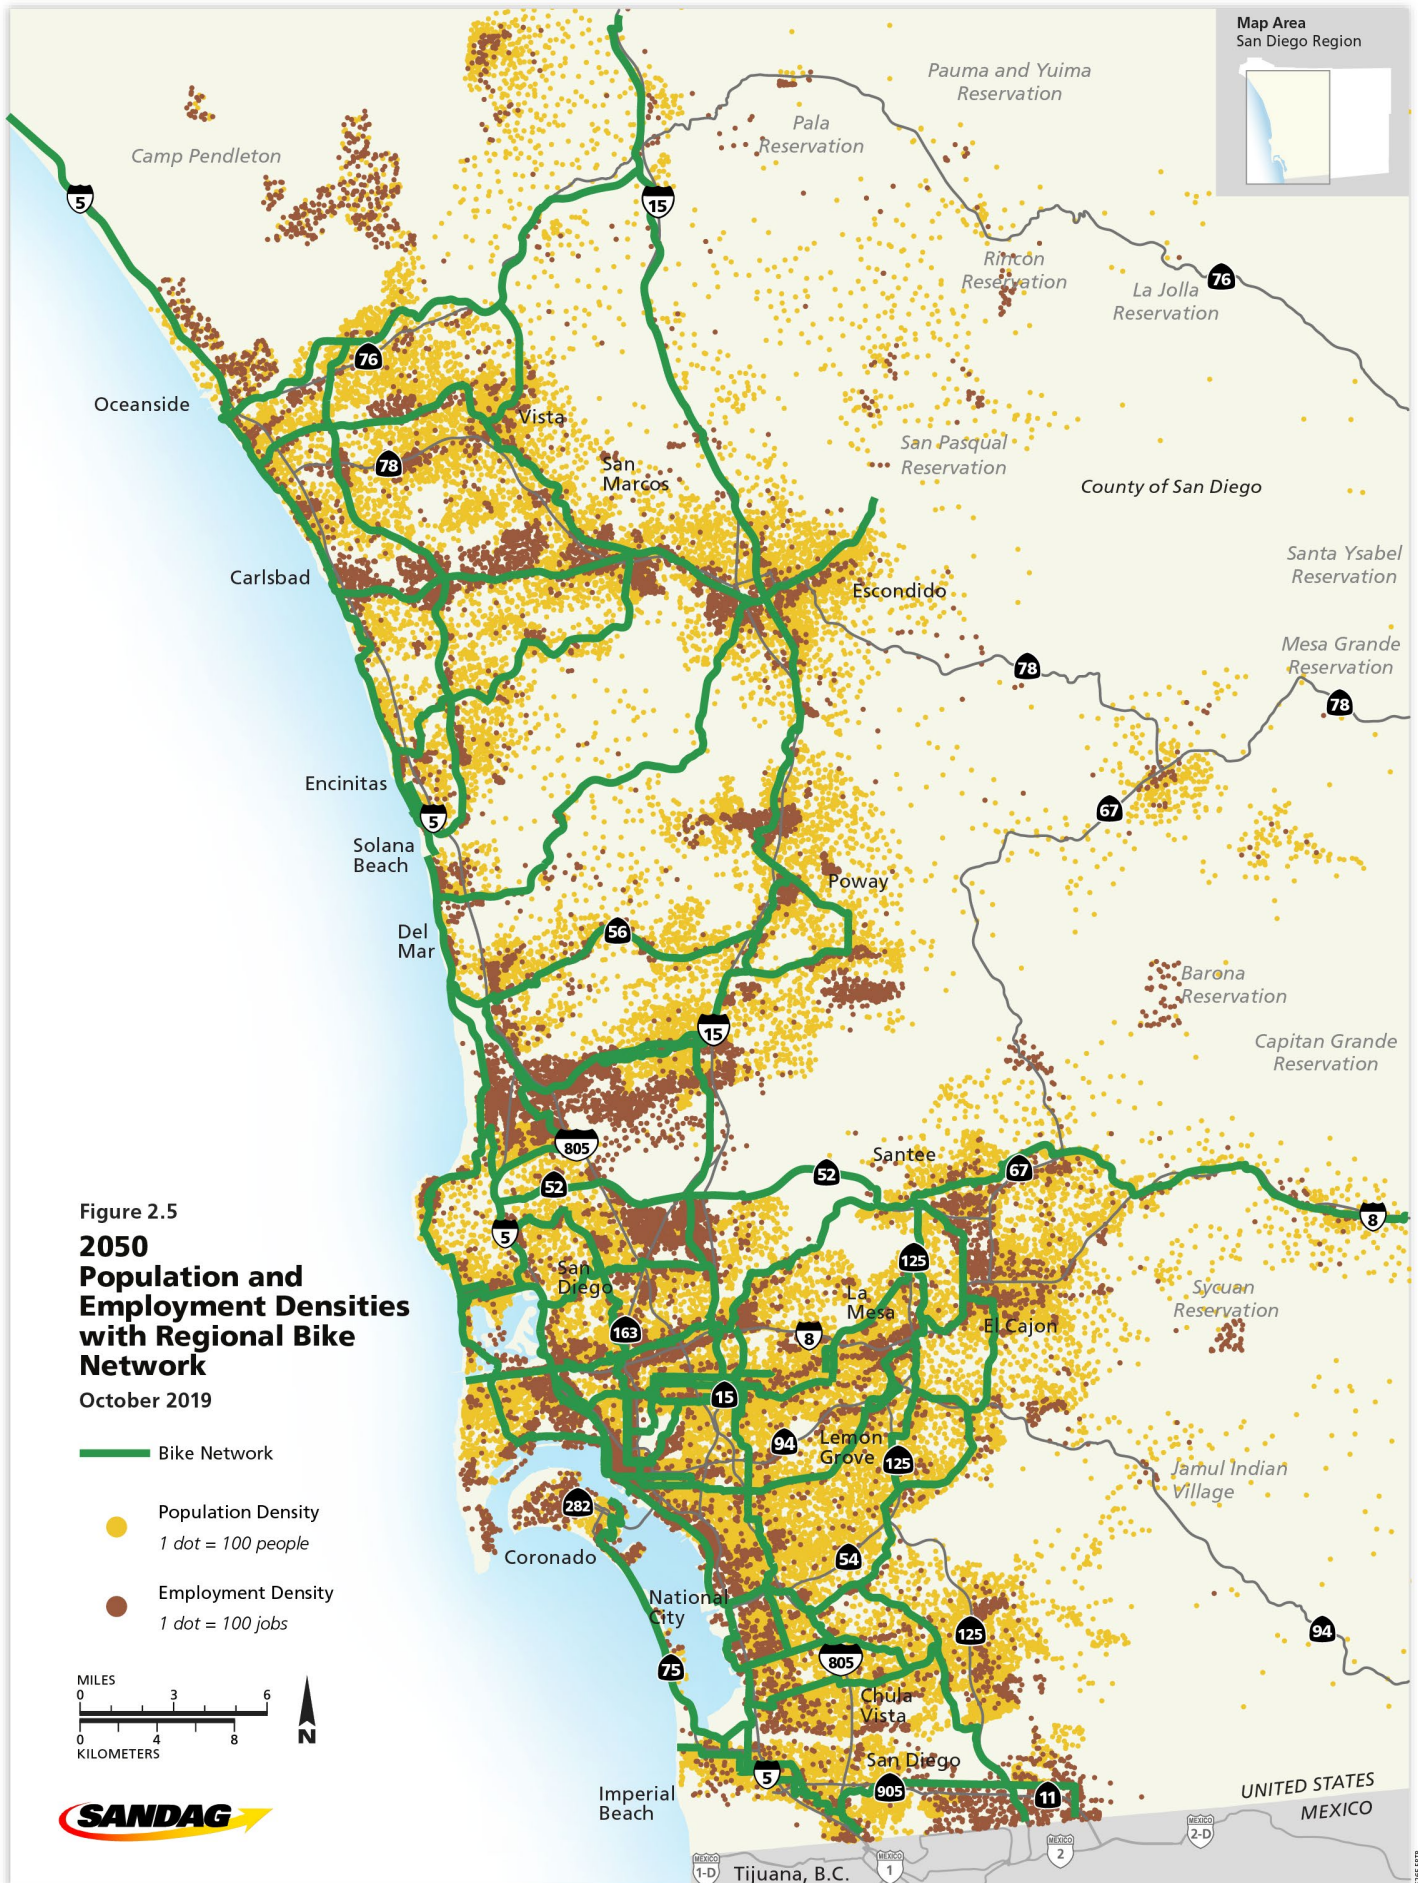 Map Area
San Diego Region
Pauma and Yuima
Reservation
Pala
Reservation
Camp Pendleton
5
15
Rincon
Reservation
La Jolla
Reservation
76
76
Oceanside
Vista
San Pasqual
Reservation
78
San
Marcos
County of San Diego
Santa Ysabel
Reservation
Carlsbad
Escondido
Mesa Grande
Reservation
78
78
Encinitas
5
67
Solana
Beach
Poway
Del
Mar
56
Barona
Reservation
15
Capitan Grande
Reservation
805
Santee
52
67
52
Figure 2.5
2050
Population and
Employment Densities
with Regional Bike
Network
October 2019
5
8
125
San
Diego
La
Mesa
Sycuan
Reservation
163
8
El Cajon
15
94
Lemon
Grove
125
Bike Network
Jamul Indian
Village
Population Density
1 dot = 100 people
282
Coronado
54
Employment Density
1 dot = 100 jobs
National
City
125
94
805
75
Chula
Vista
MILES
0 3 6
0 4 8
KILOMETERS
N
San Diego
5
905
11
Imperial
Beach
SANDAG
UNITED STATES
MEXICO
MEXICO
2-D
MEXICO
2
MEXICO
1-D
Tijuana, B.C.
MEXICO
1